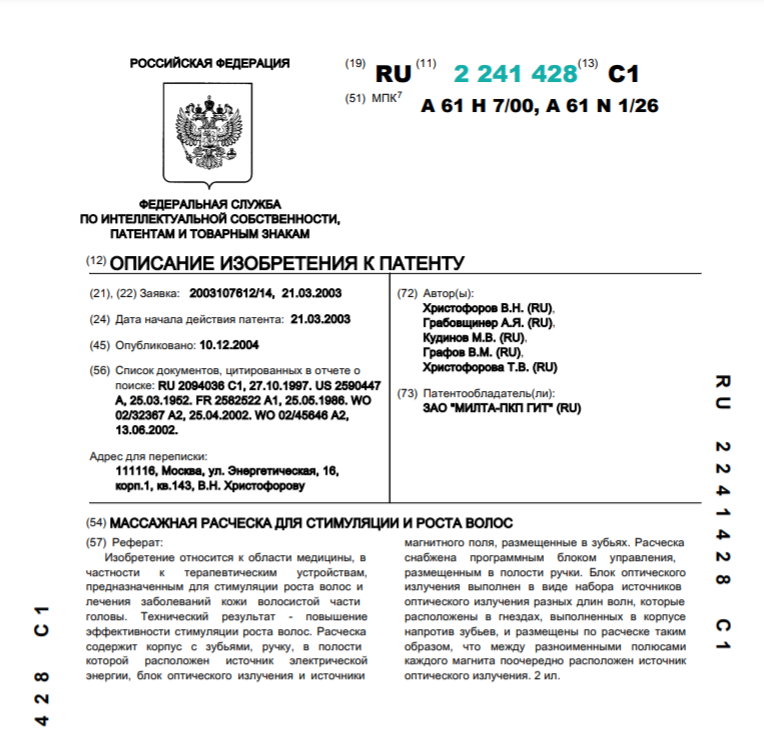 РОССИЙСКАЯ ФЕДЕРАЦИЯ
(19) RU (11) 2 241 428 (13) C1
(51) МПК7 A 61 H 7/00, A 61 N 1/26
ФЕДЕРАЛЬНАЯ СЛУЖБА
ПО ИНТЕЛЛЕКТУАЛЬНОЙ СОБСТВЕННОСТИ,
ПАТЕНТАМ И ТОВАРНЫМ ЗНАКАМ
(12) ОПИСАНИЕ ИЗОБРЕТЕНИЯ К ПАТЕНТУ
(21), (22) Заявка: 2003107612/14, 21.03.2003
(24) Дата начала действия патента: 21.03.2003
(45) Опубликовано: 10.12.2004
(56) Список документов, цитированных в отчете о
поиске: RU 2094036 C1, 27.10.1997. US 2590447
A, 25.03.1952. FR 2582522 A1, 25.05.1986. WO
02/32367 A2, 25.04.2002. WO 02/45646 A2,
13.06.2002.
Адрес для переписки:
111116, Москва, ул. Энергетическая, 16,
корп.1, кв.143, В.Н. Христофорову
(72) Автор(ы):
Христофоров В.Н. (RU),
Грабовщинер А.Я. (RU),
Кудинов М.В. (RU),
Графов В.М. (RU),
Христофорова Т.В. (RU)
(73) Патентообладатель(ли):
ЗАО "МИЛТА-ПКП ГИТ" (RU)
(54) МАССАЖНАЯ РАСЧЕСКА ДЛЯ СТИМУЛЯЦИИ И РОСТА ВОЛОС
(57) Реферат:
Изобретение относится к области медицины, в
частности к терапевтическим устройствам,
предназначенным для стимуляции роста волос и
лечения заболеваний кожи волосистой части
головы. Технический результат - повышение
эффективности стимуляции роста волос. Расческа
содержит корпус с зубьями, ручку, в полости
которой расположен источник электрической
энергии, блок оптического излучения и источники
магнитного поля, размещенные в зубьях. Расческа
снабжена программным блоком управления,
размещенным в полости ручки. Блок оптического
излучения выполнен в виде набора источников
оптического излучения разных длин волн, которые
расположены в гнездах, выполненных в корпусе
напротив зубьев, и размещены по расческе таким
образом, что между разноименными полюсами
каждого магнита поочередно расположен источник
оптического излучения. 2 ил.
RU 2241428 C1
428 C1